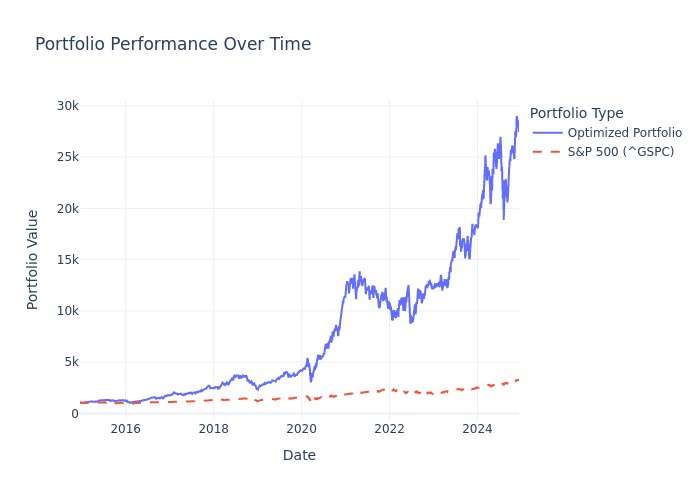 Portfolio Performance Over Time
30k
25k
20k
15k
10k
5k
0
2016 2018 2020 2022 2024
Date
Portfolio Value
Portfolio Type
Optimized Portfolio
S&P 500 (^GSPC)